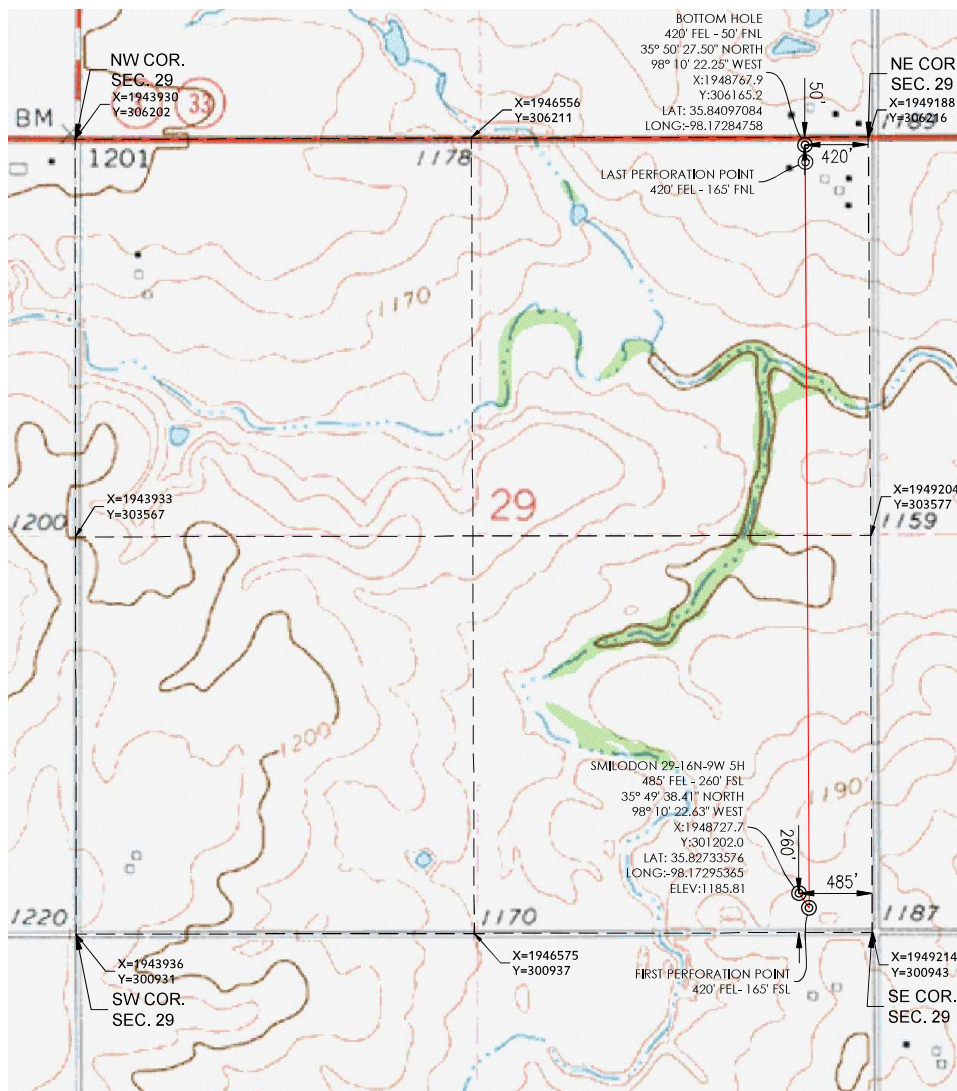 BOTTOM HOLE
420' FEL - 50' FNL
35° 50' 27.50" NORTH
98° 10' 22.25" WEST
X:1948767.9
Y:306165.2
LAT: 35.84097084
LONG:-98.17284758
50'
NW COR.
SEC. 29
X=1943930
Y=306202
33
BM
1201
X=1946556
Y=306211
1178
NE COR
SEC. 29
X=1949188
Y=306216
1189
420'
LAST PERFORATION POINT
420' FEL - 165' FNL
1170
X=1943933
Y=303567
1200
29
X=1949204
Y=303577
1159
1200
SMILODON 29-16N-9W 5H
485' FEL - 260' FSL
35° 49' 38.41" NORTH
98° 10' 22.63" WEST
X:1948727.7
Y:301202.0
LAT: 35.82733576
LONG:-98.17295365
ELEV:1185.81
1190
260'
485'
1220
1170
1187
X=1943936
Y=300931
SW COR.
SEC. 29
X=1946575
Y=300937
FIRST PERFORATION POINT
420' FEL- 165' FSL
X=1949214
Y=300943
SE COR.
SEC. 29